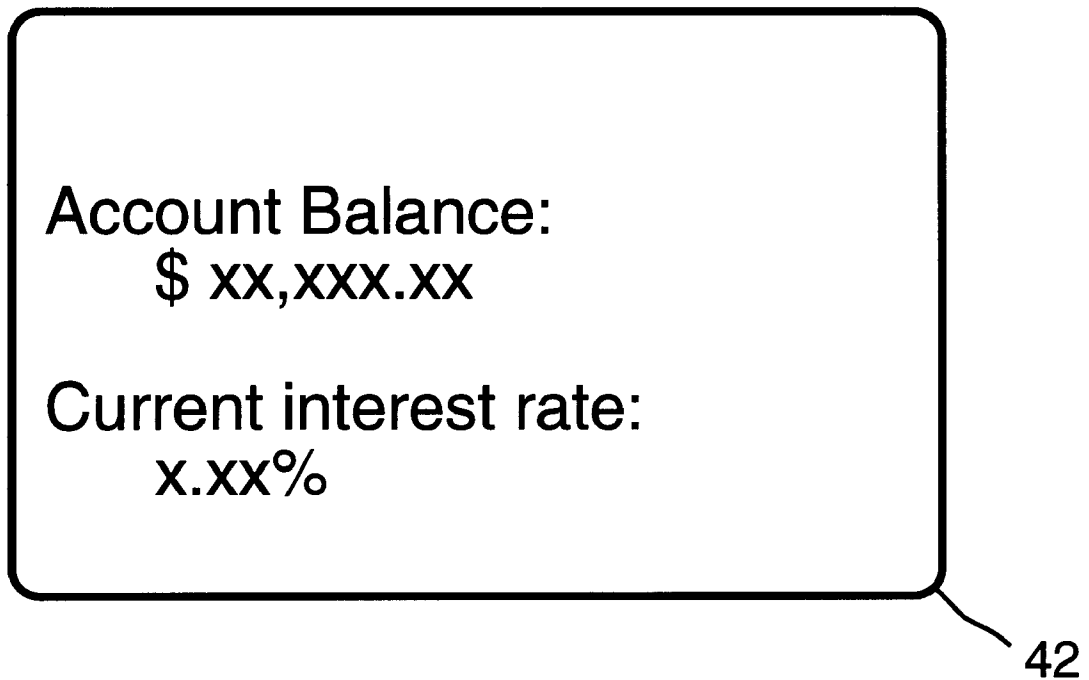 Account Balance:
$ xx,xxx.xx
Current interest rate:
x.xx%
42